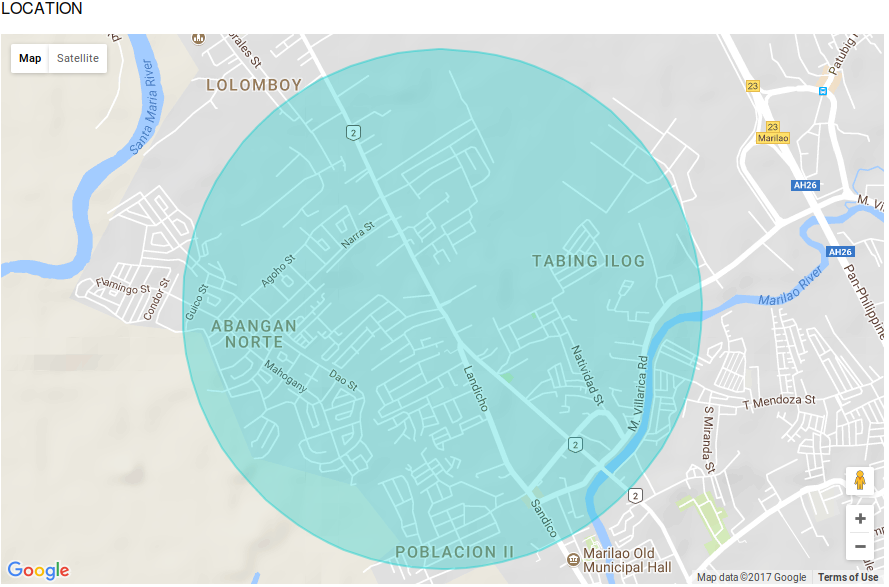 LOCATION
Map
Satellite
rales St
Rd
Patubig
LOLOMBOY
Santa Maria River
23
2
23
Marilao
AH26
M. Vi
Narra St
AH26
TABING ILOG
Agoho St
Marilao River
Pan-Philippine
Flamingo St
Condor St
Guico St
ABANGAN
NORTE
Mahogany
Dao St
Landicho
Natividad St
M. Villarica Rd
T Mendoza St
S Miranda St
2
2
Sandico
POBLACION II
Marilao Old
Municipal Hall
Google
Map data ©2017 Google
Terms of Use